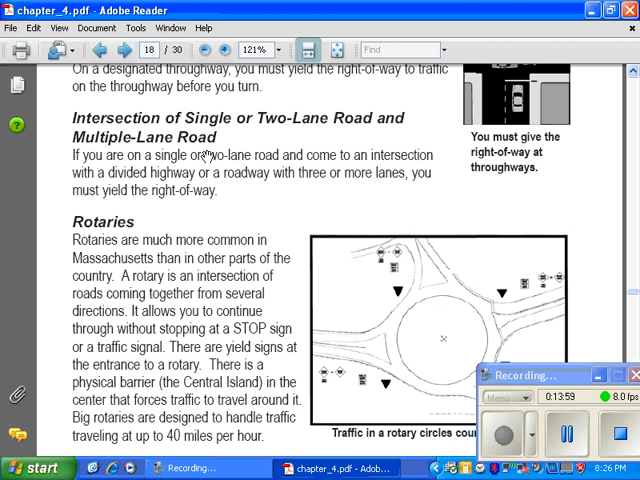 chapter_4.pdf - Adobe Reader
File Edit View Document Tools Window Help
18 / 30 121% Find
On a designated throughway, you must yield the right-of-way to traffic
on the throughway before you turn.
Intersection of Single or Two-Lane Road and
Multiple-Lane Road
If you are on a single or two-lane road and come to an intersection
with a divided highway or a roadway with three or more lanes, you
must yield the right-of-way.
You must give the
right-of-way at
throughways.
Rotaries
Rotaries are much more common in
Massachusetts than in other parts of the
country. A rotary is an intersection of
roads coming together from several
directions. It allows you to continue
through without stopping at a STOP sign
or a traffic signal. There are yield signs at
the entrance to a rotary. There is a
physical barrier (the Central Island) in the
center that forces traffic to travel around it.
Big rotaries are designed to handle traffic
traveling at up to 40 miles per hour.
Traffic in a rotary circles cou
Recording...
Menu 0:13:59 8.0 fps
start Recording... chapter_4.pdf - Adob... 8:26 PM